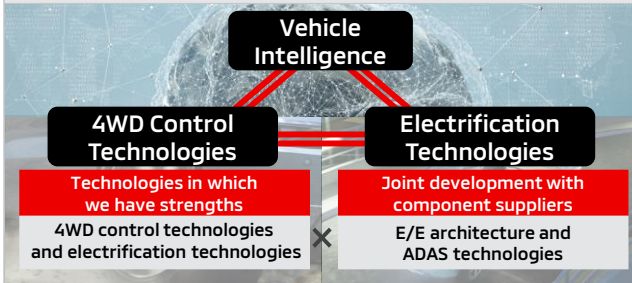 Vehicle
Intelligence
4WD Control
Technologies
Electrification
Technologies
Technologies in which
we have strengths
Joint development with
component suppliers
4WD control technologies
and electrification technologies
×
E/E architecture and
ADAS technologies